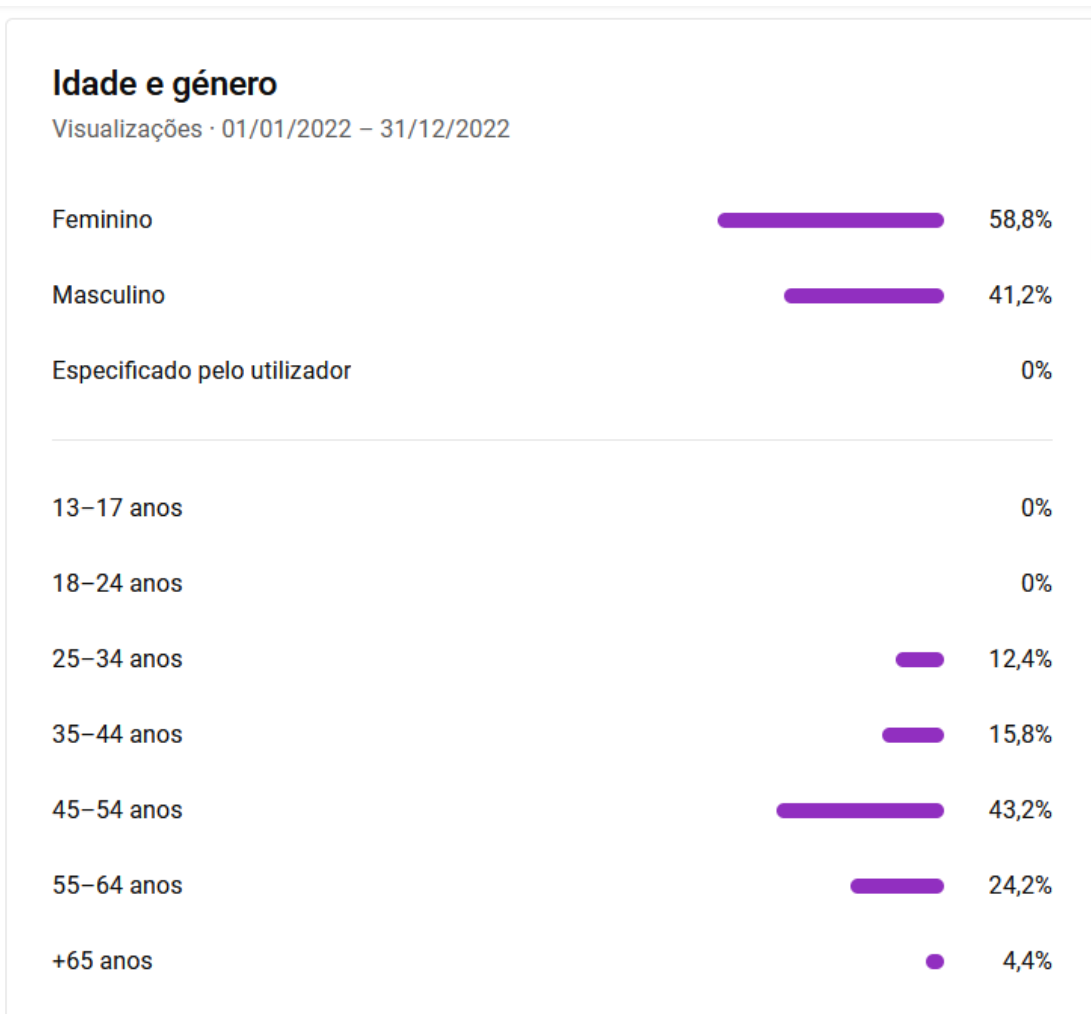 Idade e género
Visualizações · 01/01/2022 – 31/12/2022
Feminino 58,8%
Masculino 41,2%
Especificado pelo utilizador 0%
13–17 anos 0%
18–24 anos 0%
25–34 anos 12,4%
35–44 anos 15,8%
45–54 anos 43,2%
55–64 anos 24,2%
+65 anos 4,4%